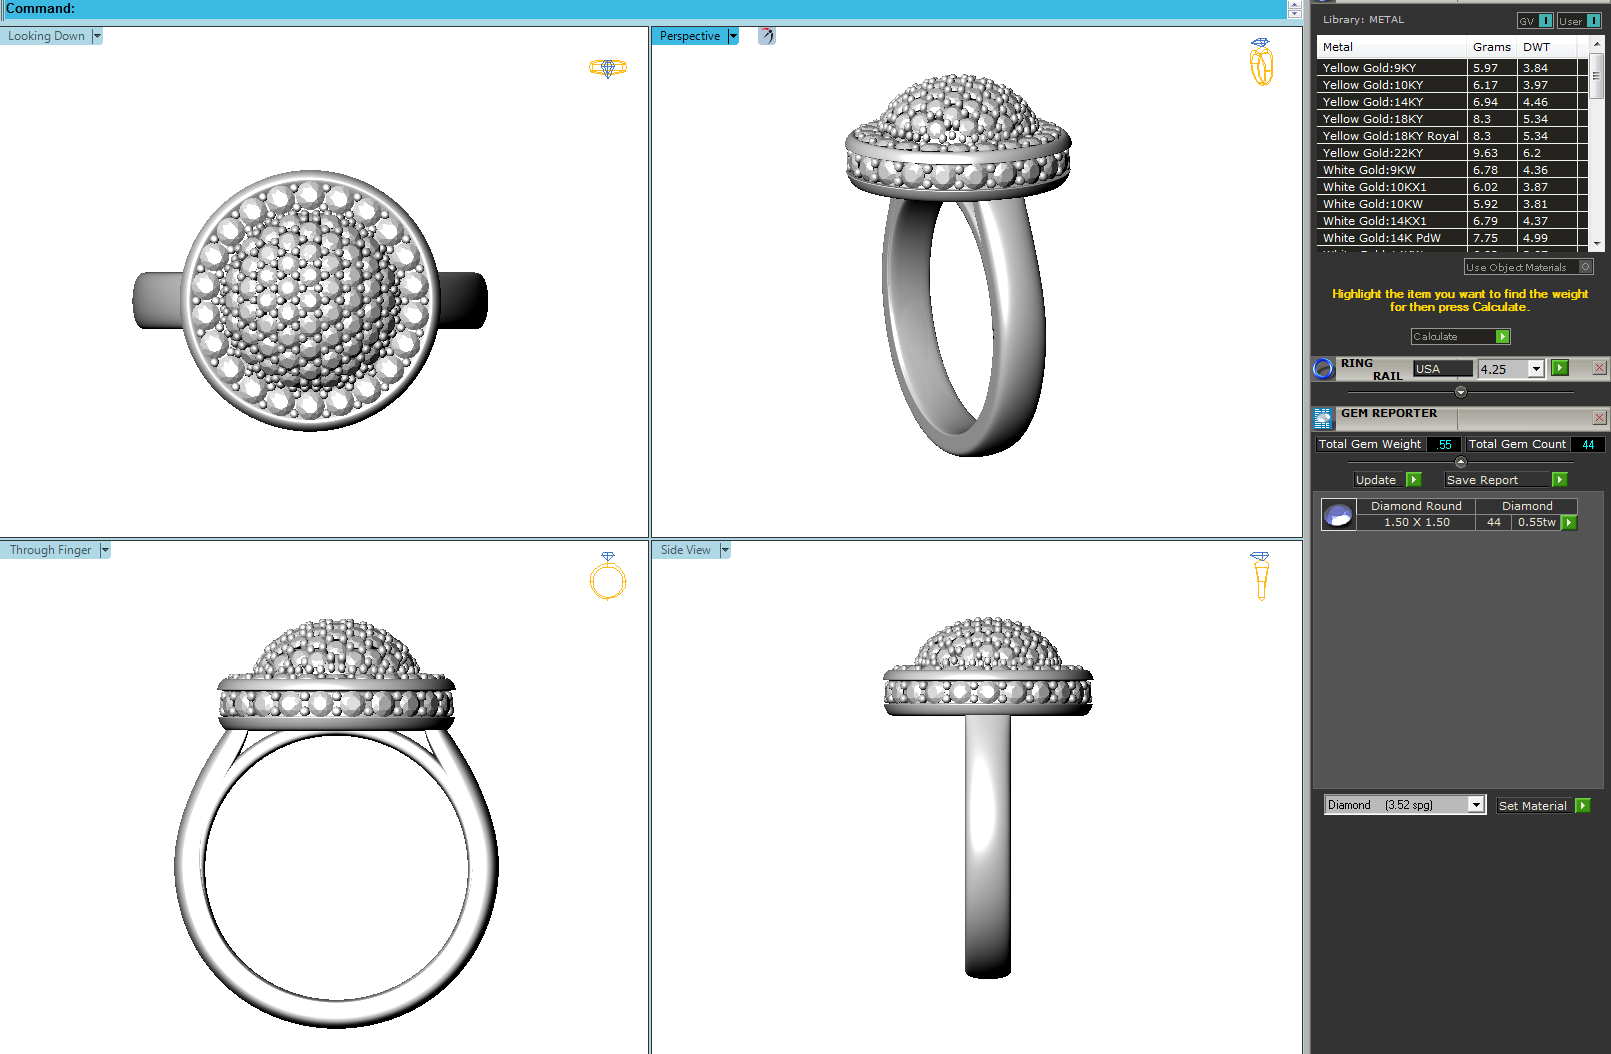 Command:
Looking Down
Perspective
Through Finger
Side View
Library: METAL
GV
User
Metal Grams DWT
Yellow Gold:9KY 5.97 3.84
Yellow Gold:10KY 6.17 3.97
Yellow Gold:14KY 6.94 4.46
Yellow Gold:18KY 8.3 5.34
Yellow Gold:18KY Royal 8.3 5.34
Yellow Gold:22KY 9.63 6.2
White Gold:9KW 6.78 4.36
White Gold:10KX1 6.02 3.87
White Gold:10KW 5.92 3.81
White Gold:14KX1 6.79 4.37
White Gold:14K PdW 7.75 4.99
Use Object Materials
Highlight the item you want to find the weight
for then press Calculate.
Calculate
RING
RAIL USA 4.25
GEM REPORTER
Total Gem Weight .55 Total Gem Count 44
Update Save Report
Diamond Round Diamond
1.50 X 1.50 44 0.55tw
Diamond (3.52 spg) Set Material